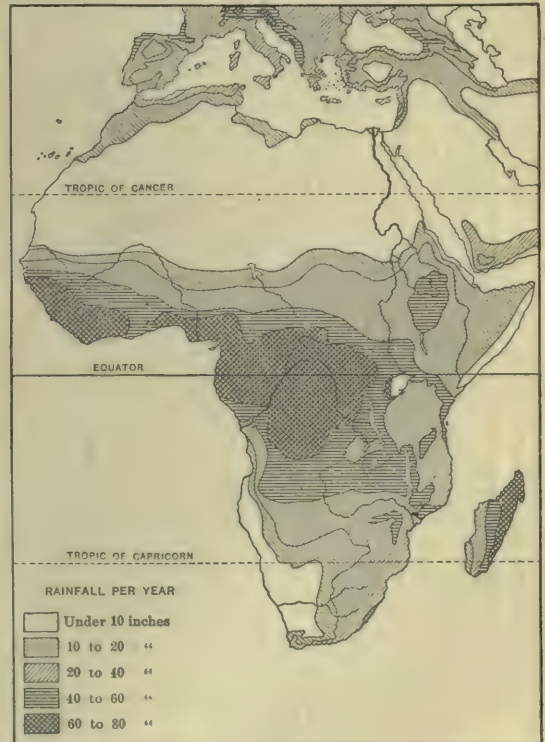 TROPIC OF CANCER
EQUATOR
TROPIC OF CAPRICORN
RAINFALL PER YEAR
Under 10 inches
10 to 20 "
20 to 40 "
40 to 60 "
60 to 80 "